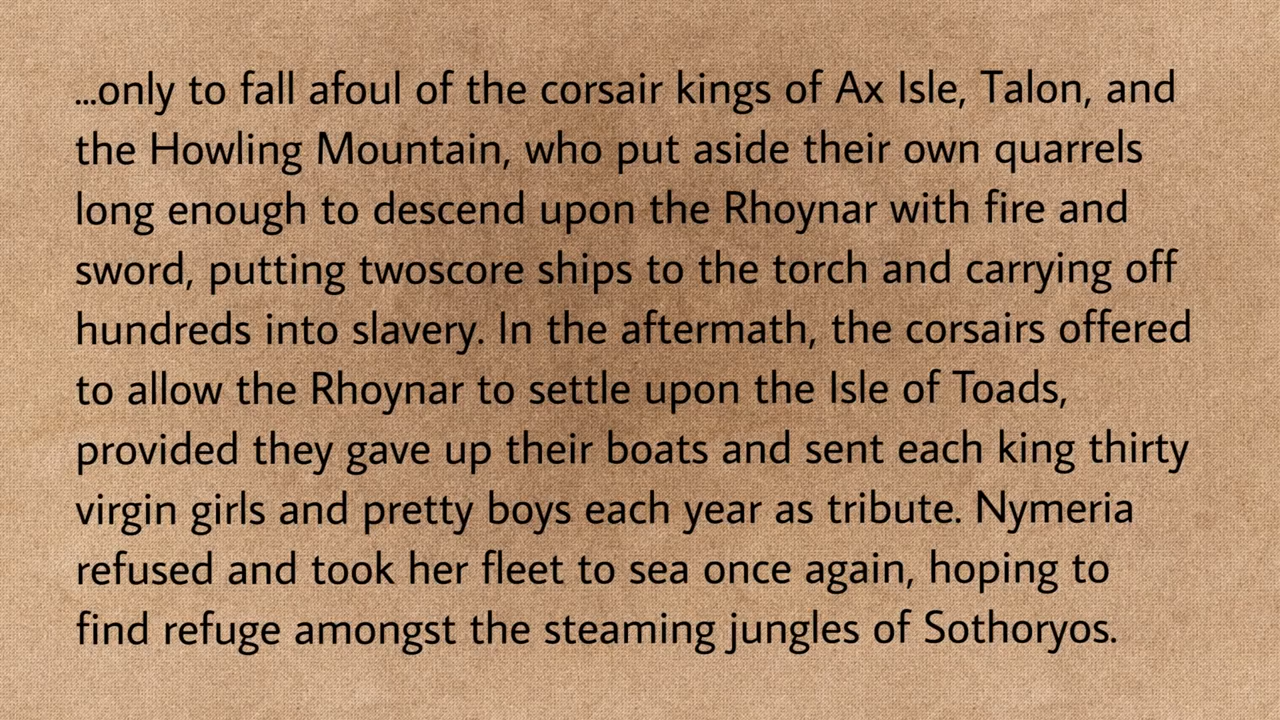 ...only to fall afoul of the corsair kings of Ax Isle, Talon, and
the Howling Mountain, who put aside their own quarrels
long enough to descend upon the Rhoynar with fire and
sword, putting twoscore ships to the torch and carrying off
hundreds into slavery. In the aftermath, the corsairs offered
to allow the Rhoynar to settle upon the Isle of Toads,
provided they gave up their boats and sent each king thirty
virgin girls and pretty boys each year as tribute. Nymeria
refused and took her fleet to sea once again, hoping to
find refuge amongst the steaming jungles of Sothoryos.